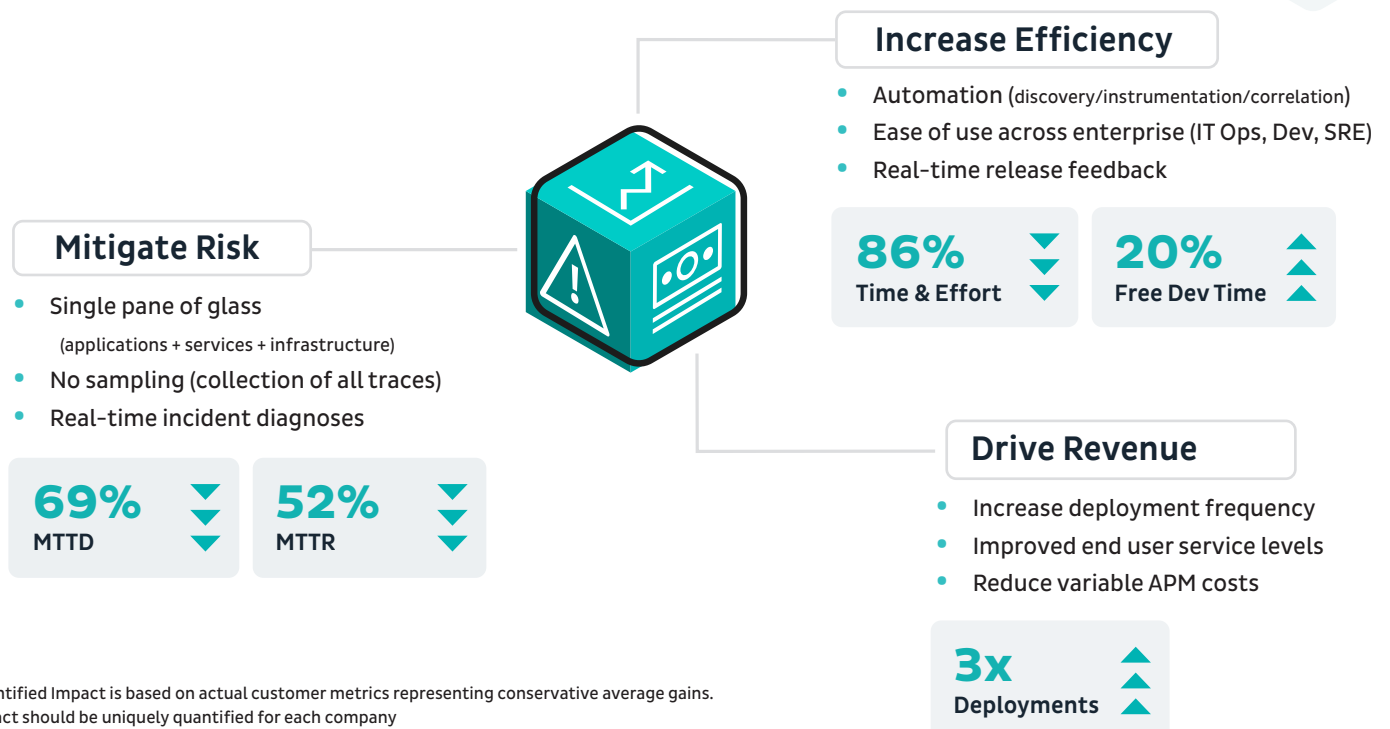 Increase Efficiency
• Automation (discovery/instrumentation/correlation)
• Ease of use across enterprise (IT Ops, Dev, SRE)
• Real-time release feedback
86%
Time & Effort
20%
Free Dev Time
Mitigate Risk
• Single pane of glass
(applications + services + infrastructure)
• No sampling (collection of all traces)
• Real-time incident diagnoses
69%
MTTD
52%
MTTR
Drive Revenue
• Increase deployment frequency
• Improved end user service levels
• Reduce variable APM costs
3x
Deployments
ntified Impact is based on actual customer metrics representing conservative average gains.
act should be uniquely quantified for each company